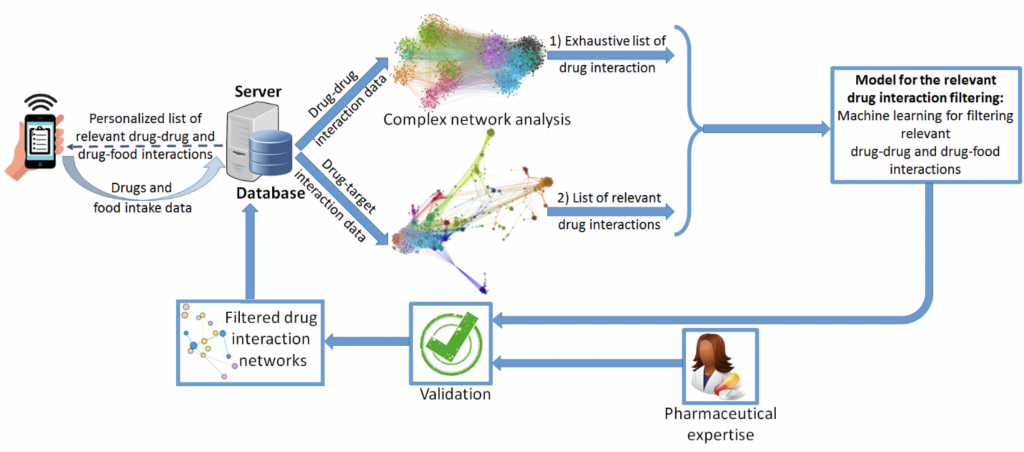 Personalized list of
relevant drug-drug and
drug-food interactions
Drugs and
food intake data
Server
Database
Drug-drug
interaction data
Drug-target
interaction data
Complex network analysis
1) Exhaustive list of
drug interaction
2) List of relevant
drug interactions
Model for the relevant
drug interaction filtering:
Machine learning for filtering
relevant
drug-drug and drug-food
interactions
Filtered drug
interaction
networks
Validation
Pharmaceutical
expertise